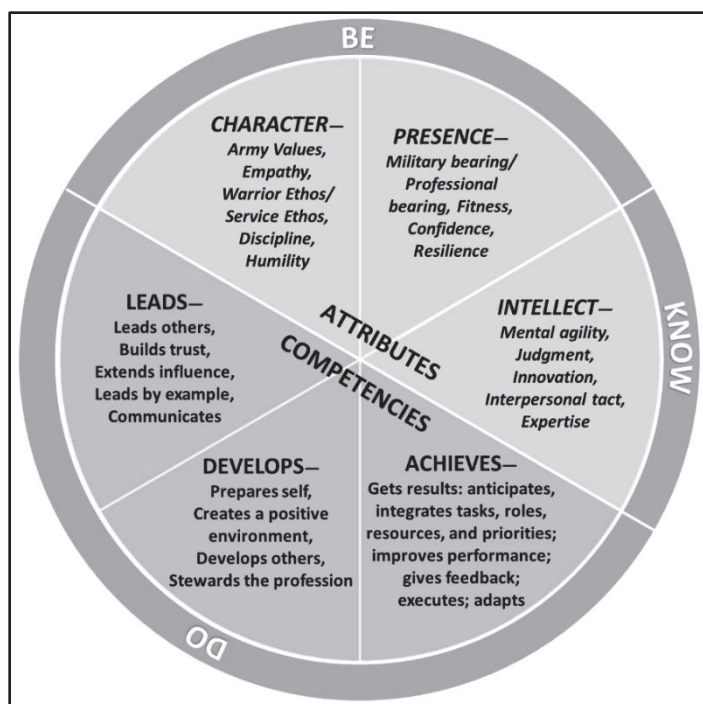 BE
CHARACTER—
Army Values,
Empathy,
Warrior Ethos/
Service Ethos,
Discipline,
Humility
PRESENCE—
Military bearing/
Professional
bearing, Fitness,
Confidence,
Resilience
KNOW
INTELLECT—
Mental agility,
Judgment,
Innovation,
Interpersonal tact,
Expertise
ATTRIBUTES
COMPETENCIES
LEADS—
Leads others,
Builds trust,
Extends influence,
Leads by example,
Communicates
DEVELOPS—
Prepares self,
Creates a positive
environment,
Develops others,
Stewards the profession
ACHIEVES—
Gets results: anticipates,
integrates tasks, roles,
resources, and priorities;
improves performance;
gives feedback;
executes; adapts
DO